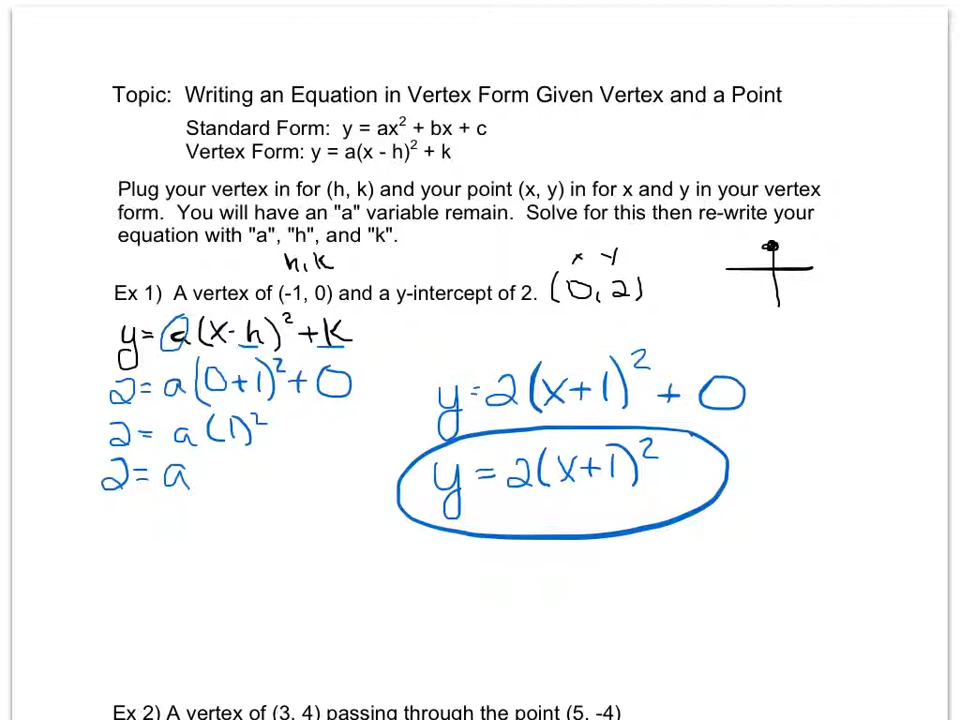 Topic: Writing an Equation in Vertex Form Given Vertex and a Point
Standard Form: y = ax² + bx + c
Vertex Form: y = a(x - h)² + k
Plug your vertex in for (h, k) and your point (x, y) in for x and y in your vertex
form. You will have an "a" variable remain. Solve for this then re-write your
equation with "a", "h", and "k".
h, k
x y
Ex 1) A vertex of (-1, 0) and a y-intercept of 2. (0, 2)
y = a(x - h)² + k
2 = a(0+1)² + 0
2 = a(1)²
2 = a
y = 2(x+1)² + 0
y = 2(x+1)²
Ex 2) A vertex of (3, 4) passing through the point (5, -4)